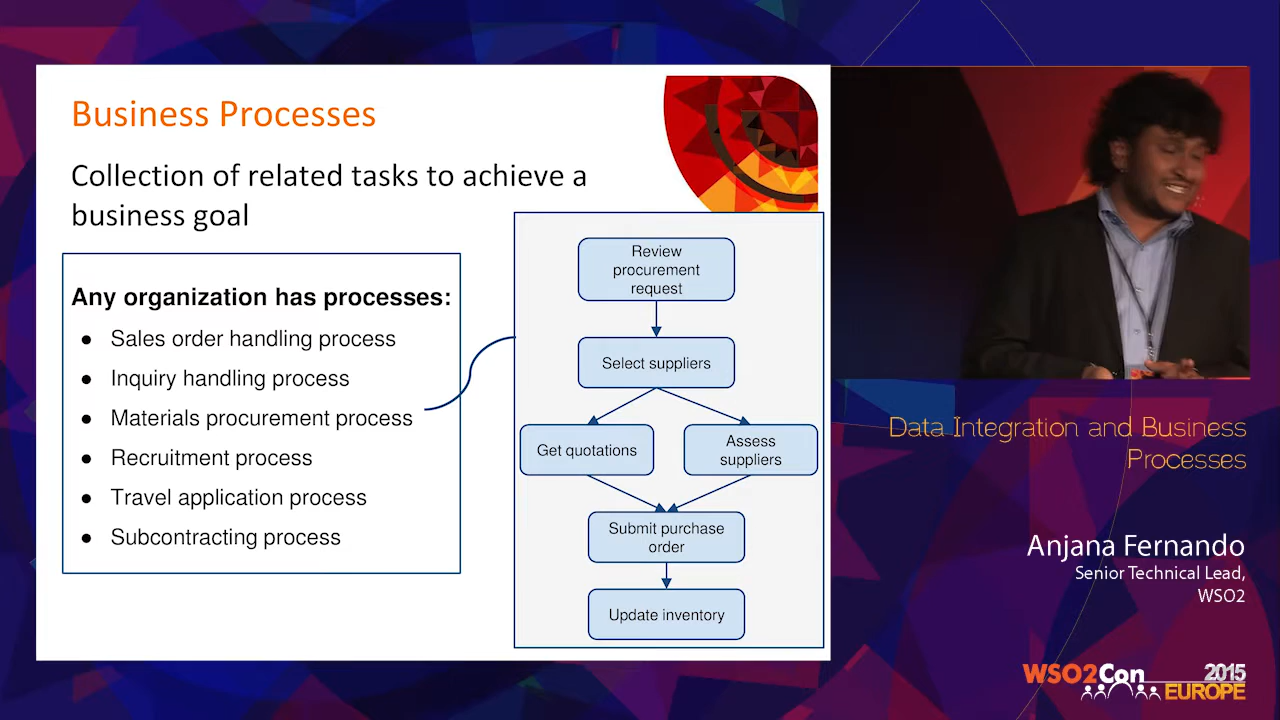 Business Processes
Collection of related tasks to achieve a
business goal
Any organization has processes:
● Sales order handling process
● Inquiry handling process
● Materials procurement process
● Recruitment process
● Travel application process
● Subcontracting process
Review
procurement
request
Select suppliers
Get quotations
Assess
suppliers
Submit purchase
order
Update inventory
Data Integration and Business
Processes
Anjana Fernando
Senior Technical Lead,
WSO2
WSO2Con 2015
EUROPE